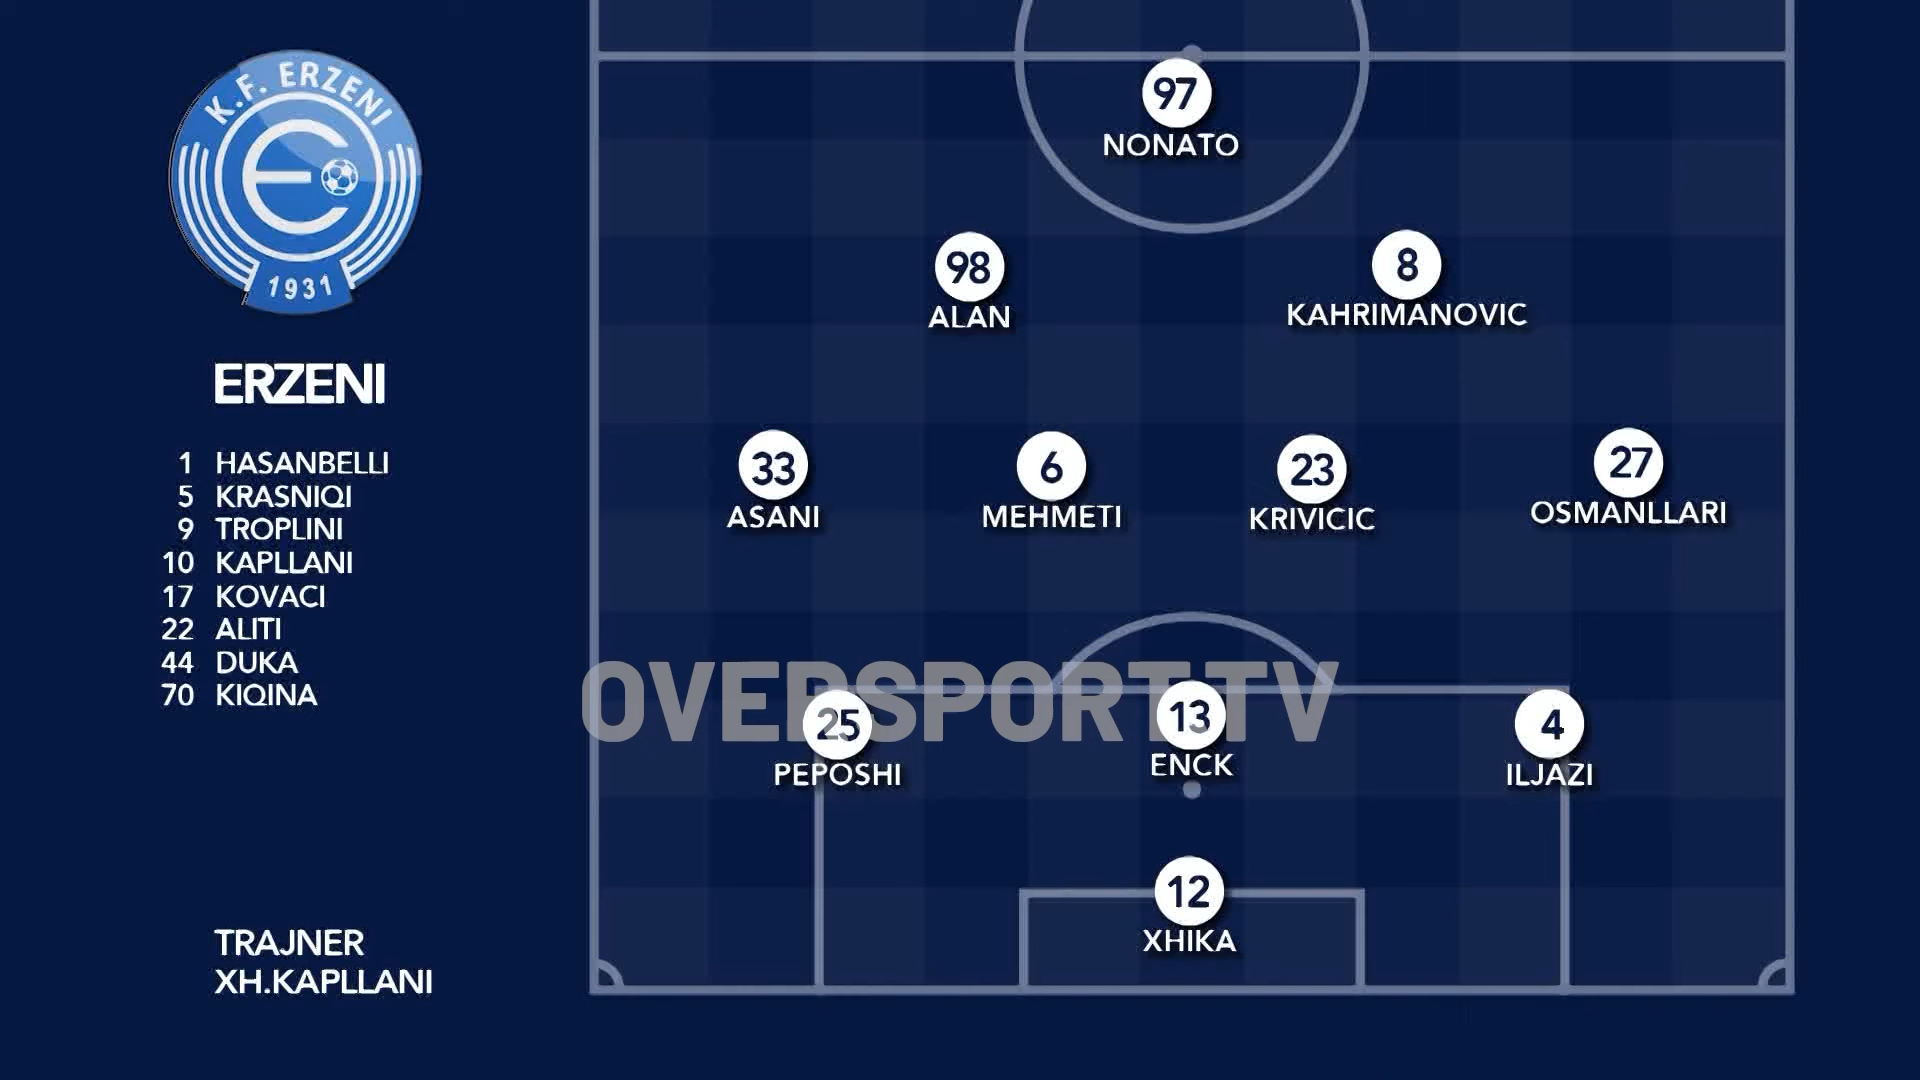 K.F. ERZENI
1931
ERZENI
1 HASANBELLI
5 KRASNIQI
9 TROPLINI
10 KAPLLANI
17 KOVACI
22 ALITI
44 DUKA
70 KIQINA
TRAJNER
XH.KAPLLANI
97
NONATO
98
ALAN
8
KAHRIMANOVIC
33
ASANI
6
MEHMETI
23
KRIVICIC
27
OSMANLLARI
OVERSPORT.TV
25
PEPOSHI
13
ENCK
4
ILJAZI
12
XHIKA